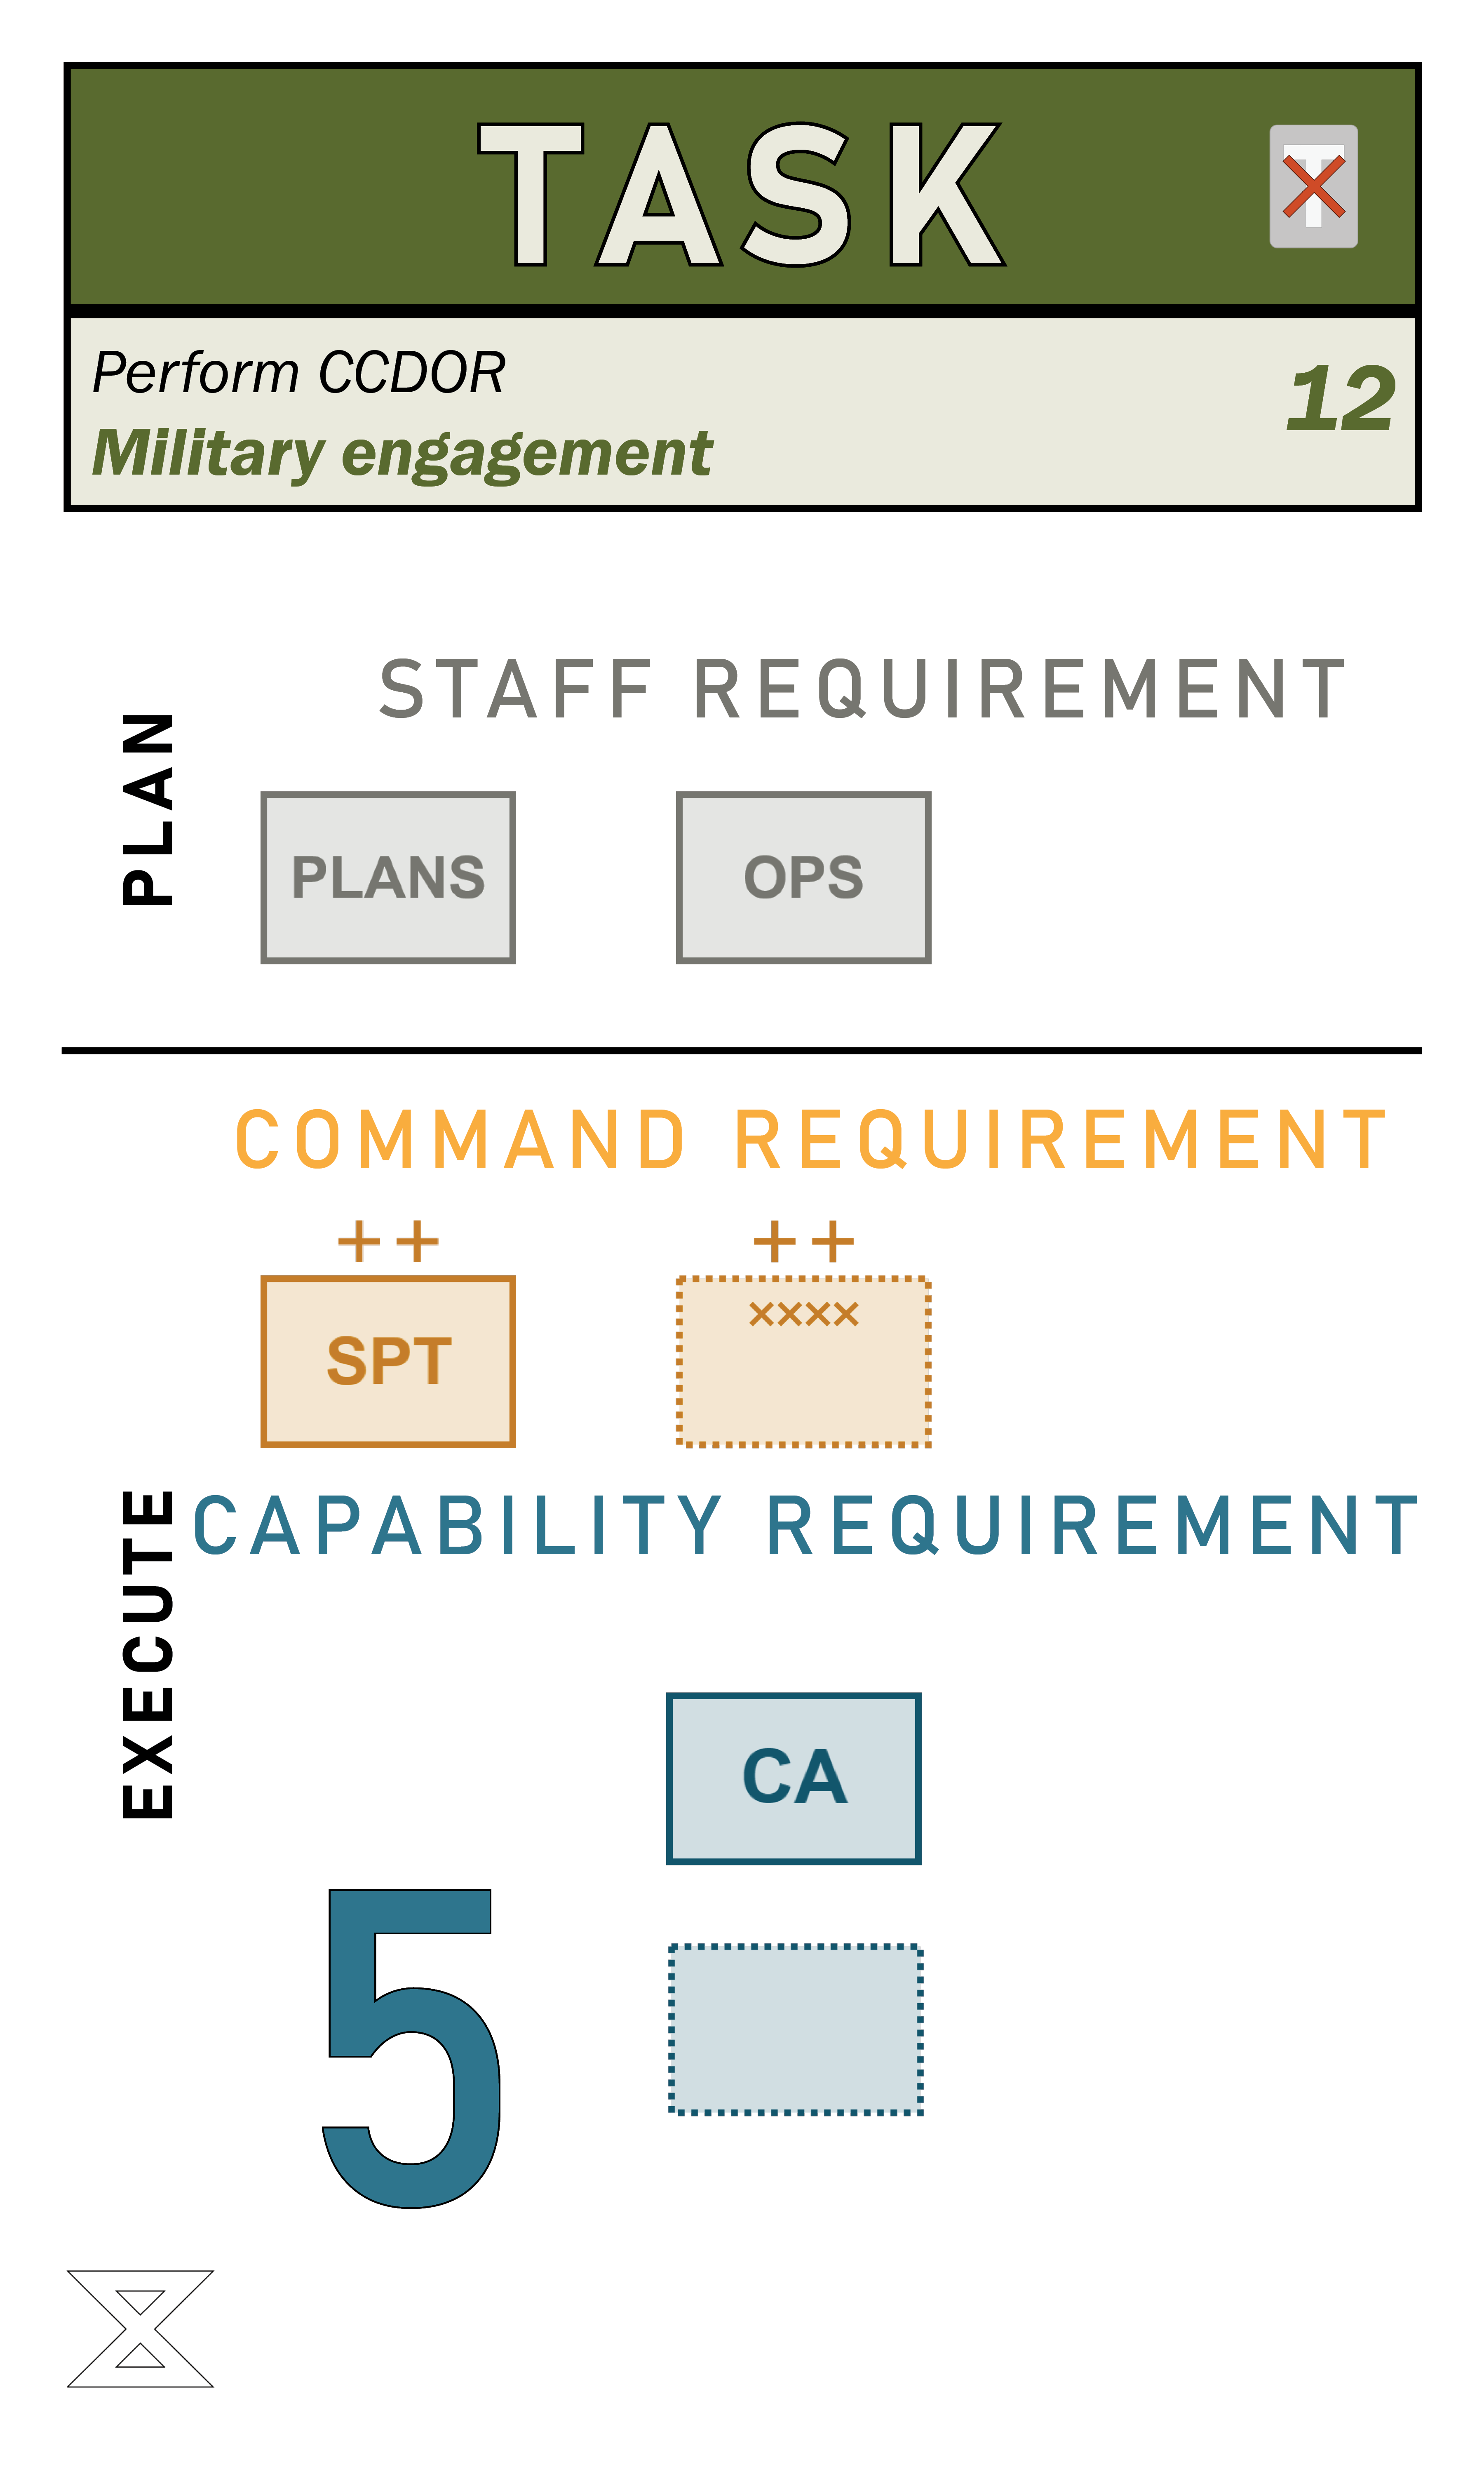 TASK
T
Perform CCDOR
12
Military engagement
PLAN
STAFF REQUIREMENT
PLANS OPS
EXECUTE
COMMAND REQUIREMENT
++ ++
SPT XXXX
CAPABILITY REQUIREMENT
CA
5